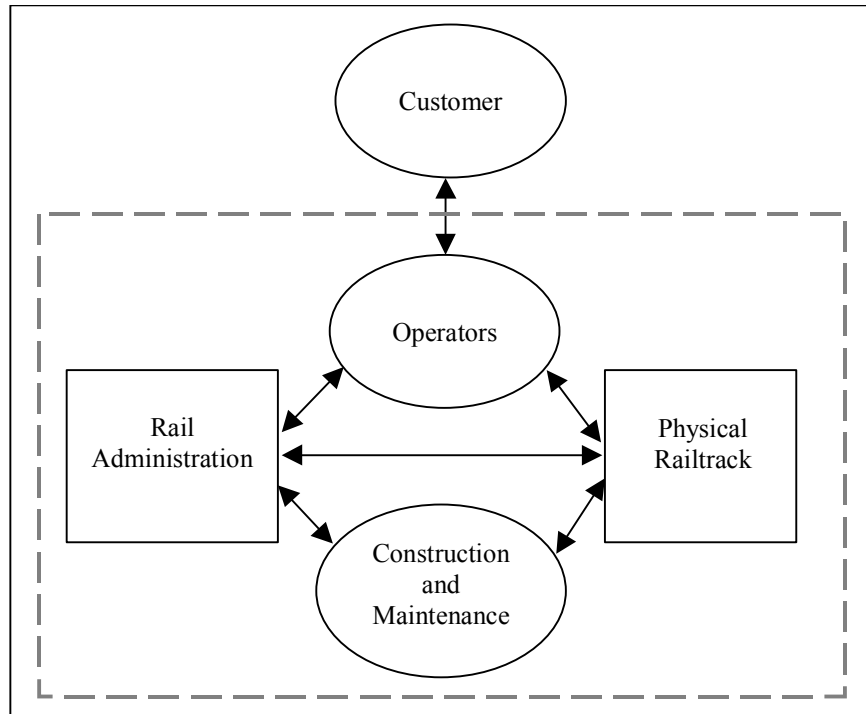 Customer
Operators
Rail
Administration
Physical
Railtrack
Construction
and
Maintenance